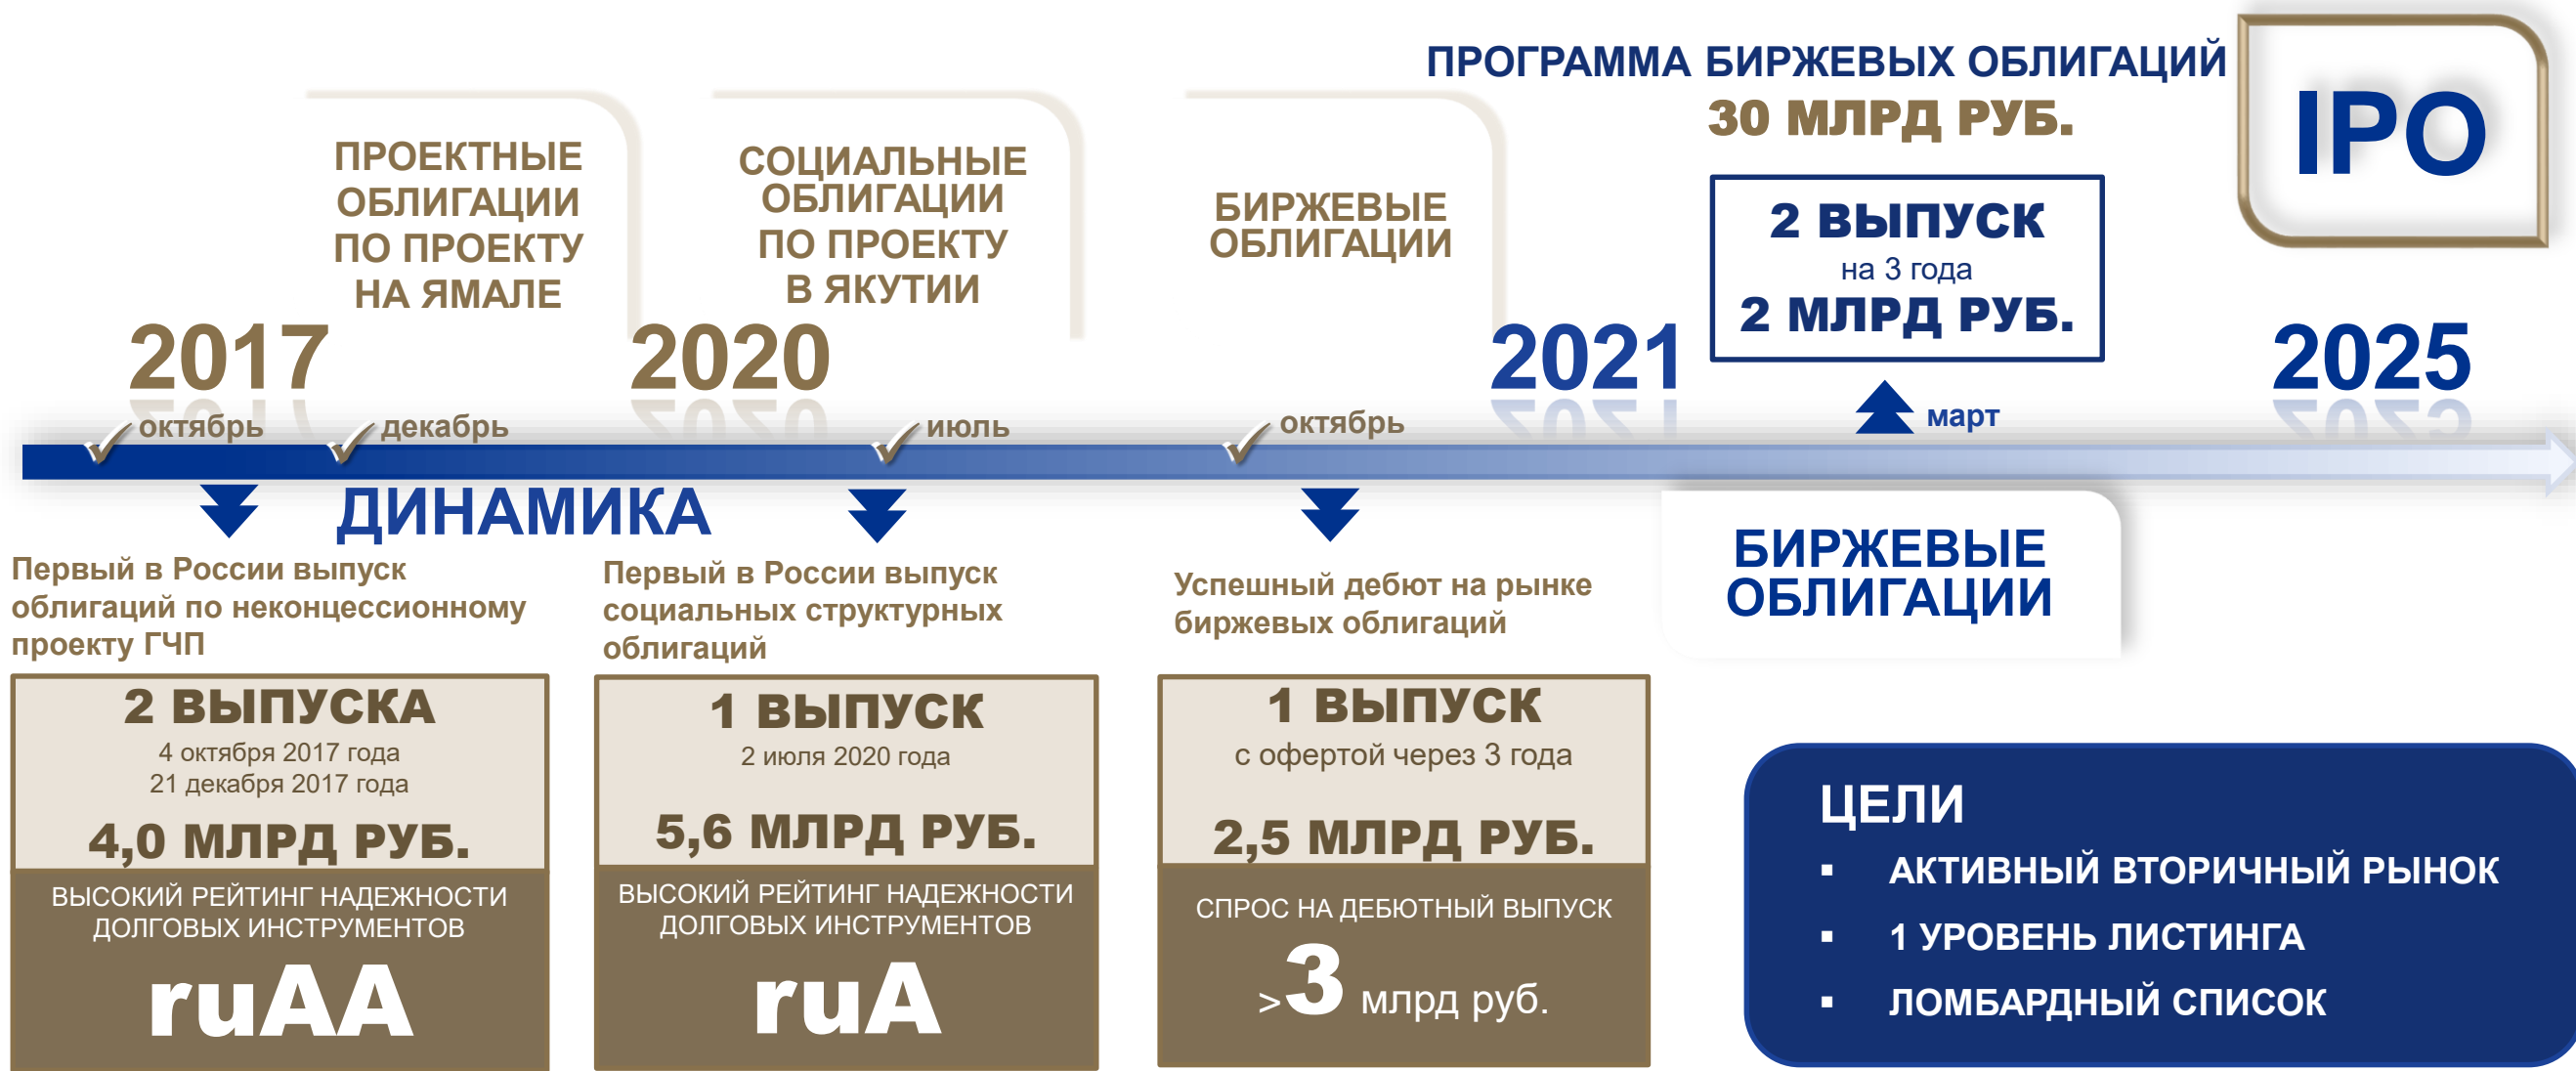 ПРОГРАММА БИРЖЕВЫХ ОБЛИГАЦИЙ
30 МЛРД РУБ.
IPO
ПРОЕКТНЫЕ
ОБЛИГАЦИИ
ПО ПРОЕКТУ
НА ЯМАЛЕ
СОЦИАЛЬНЫЕ
ОБЛИГАЦИИ
ПО ПРОЕКТУ
В ЯКУТИИ
БИРЖЕВЫЕ
ОБЛИГАЦИИ
2 ВЫПУСК
на 3 года
2 МЛРД РУБ.
2017
2020
2021
2025
октябрь
декабрь
июль
октябрь
март
ДИНАМИКА
Первый в России выпуск
облигаций по неконцессионному
проекту ГЧП
2 ВЫПУСКА
4 октября 2017 года
21 декабря 2017 года
4,0 МЛРД РУБ.
ВЫСОКИЙ РЕЙТИНГ НАДЕЖНОСТИ
ДОЛГОВЫХ ИНСТРУМЕНТОВ
ruAA
Первый в России выпуск
социальных структурных
облигаций
1 ВЫПУСК
2 июля 2020 года
5,6 МЛРД РУБ.
ВЫСОКИЙ РЕЙТИНГ НАДЕЖНОСТИ
ДОЛГОВЫХ ИНСТРУМЕНТОВ
ruA
Успешный дебют на рынке
биржевых облигаций
1 ВЫПУСК
с офертой через 3 года
2,5 МЛРД РУБ.
СПРОС НА ДЕБЮТНЫЙ ВЫПУСК
>3 млрд руб.
БИРЖЕВЫЕ
ОБЛИГАЦИИ
ЦЕЛИ
▪ АКТИВНЫЙ ВТОРИЧНЫЙ РЫНОК
▪ 1 УРОВЕНЬ ЛИСТИНГА
▪ ЛОМБАРДНЫЙ СПИСОК